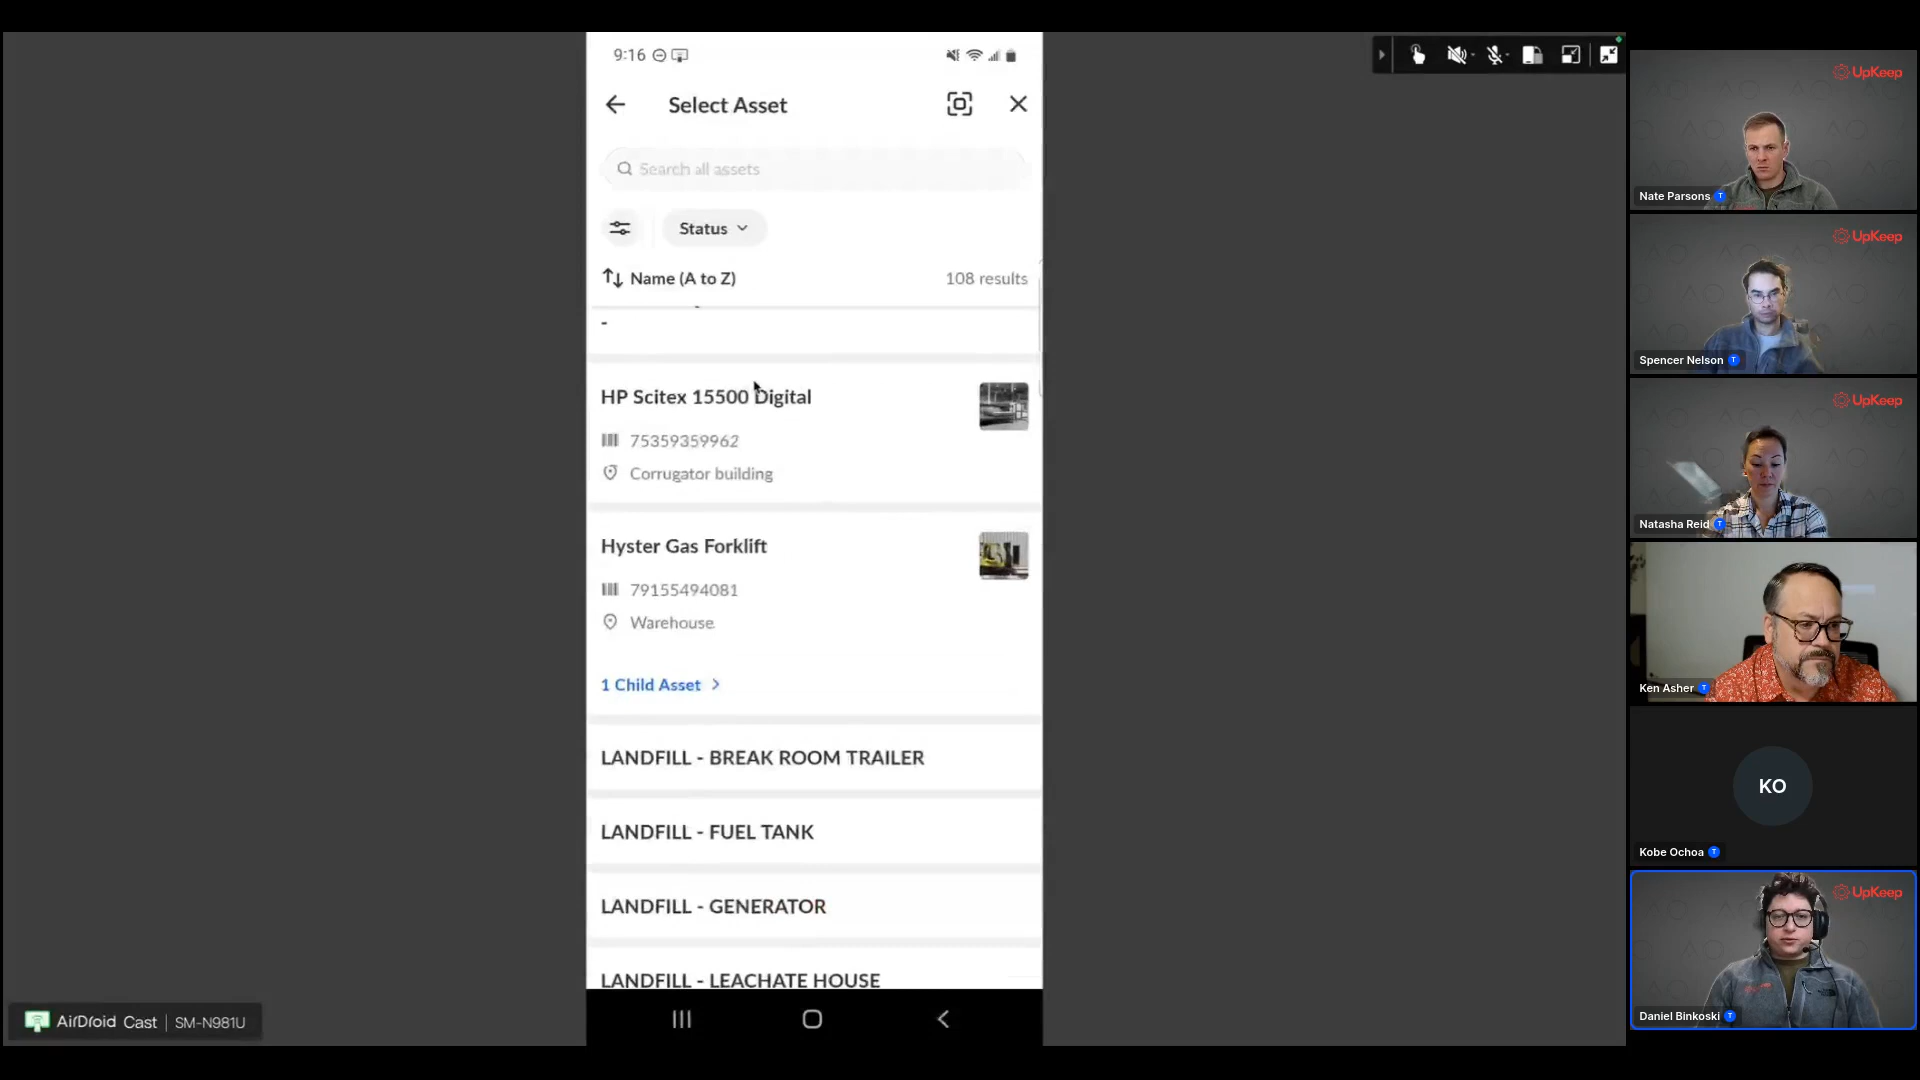 9:16
Select Asset
Search all assets
Status
Name (A to Z)
108 results
-
HP Scitex 15500 Digital
75359359962
Corrugator building
Hyster Gas Forklift
79155494081
Warehouse
1 Child Asset
LANDFILL - BREAK ROOM TRAILER
LANDFILL - FUEL TANK
LANDFILL - GENERATOR
LANDFILL - LEACHATE HOUSE
AirDroid Cast | SM-N981U
UpKeep
Nate Parsons T
UpKeep
Spencer Nelson T
UpKeep
Natasha Reid T
Ken Asher T
KO
Kobe Ochoa T
UpKeep
Daniel Binkoski T